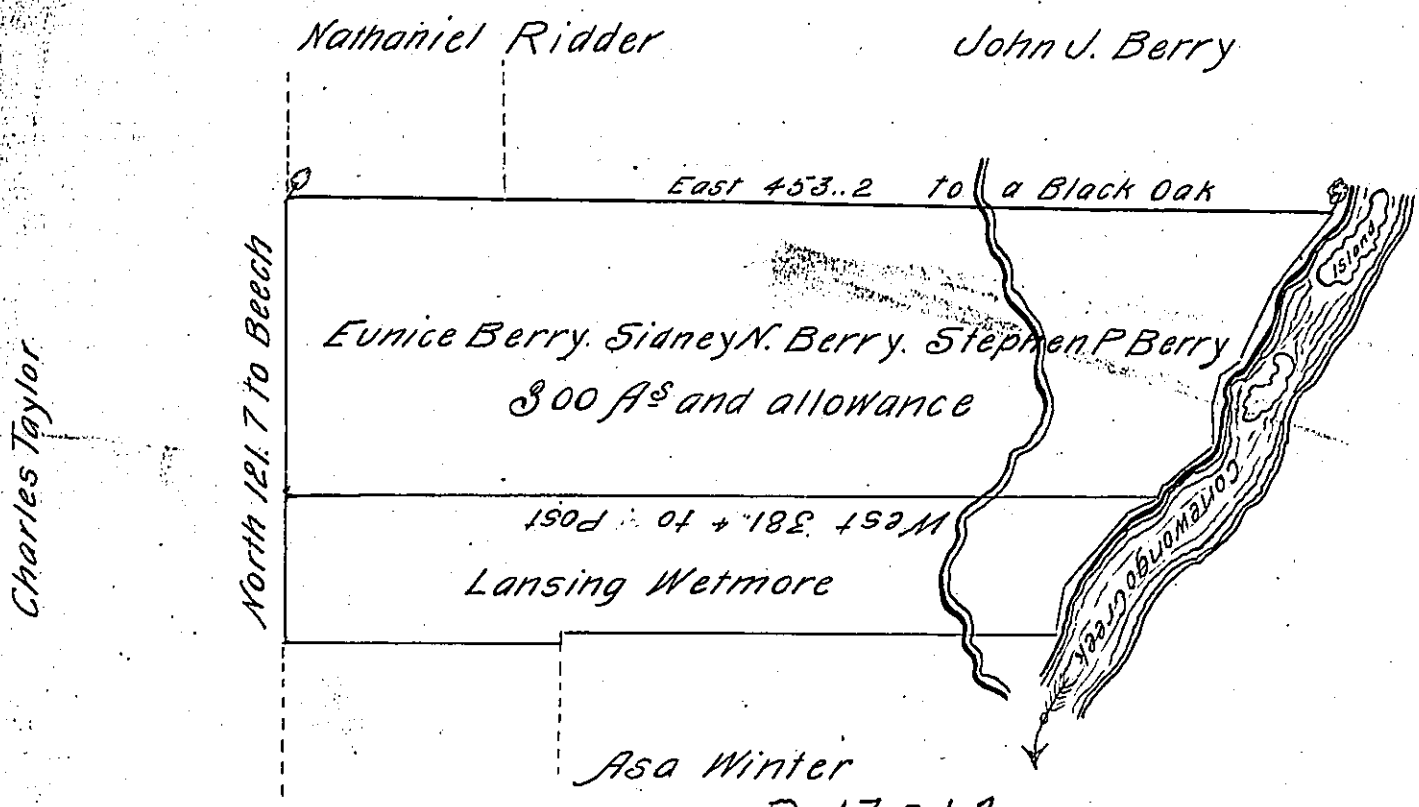 Nathaniel Ridder
John J. Berry
East 453..2 to a Black Oak
Island
North 121.7 to Beech
Charles Taylor
Eunice Berry. Sidney N. Berry. Stephen P Berry
300 As and allowance
West 381.4 to Post
Conewongo Creek
Lansing Wetmore
Asa Winter